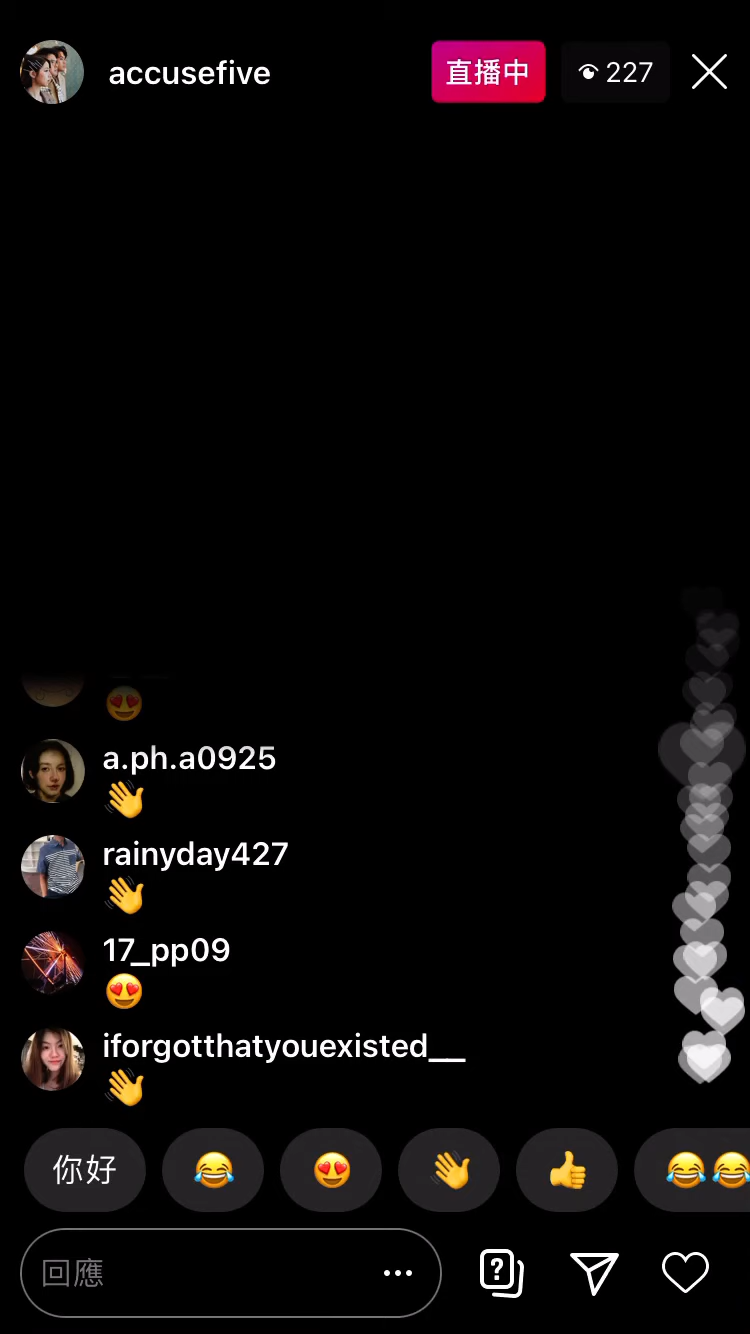 accusefive
直播中
227
😍
a.ph.a0925
👋
rainyday427
👋
17_pp09
😍
iforgotthatyouexisted__
👋
你好 😂 😍 👋 👍 😂😂
回應